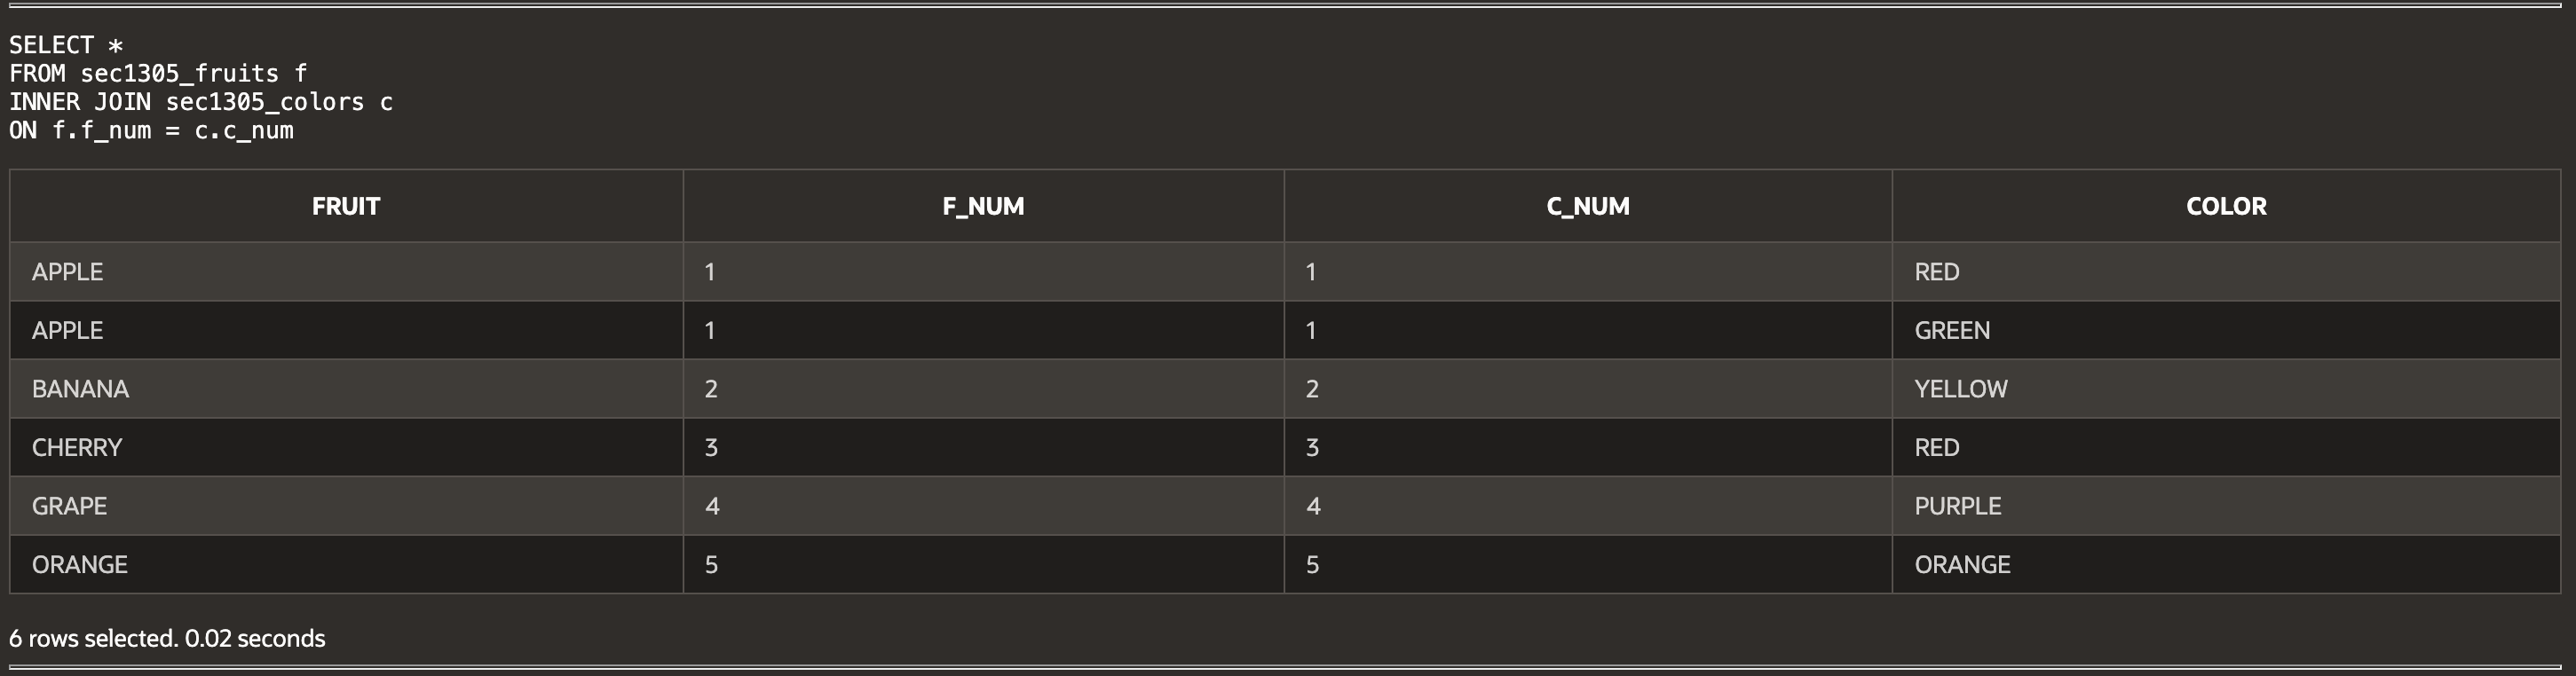 SELECT *
FROM sec1305_fruits f
INNER JOIN sec1305_colors c
ON f.f_num = c.c_num
FRUIT F_NUM C_NUM COLOR
APPLE 1 1 RED
APPLE 1 1 GREEN
BANANA 2 2 YELLOW
CHERRY 3 3 RED
GRAPE 4 4 PURPLE
ORANGE 5 5 ORANGE
6 rows selected. 0.02 seconds